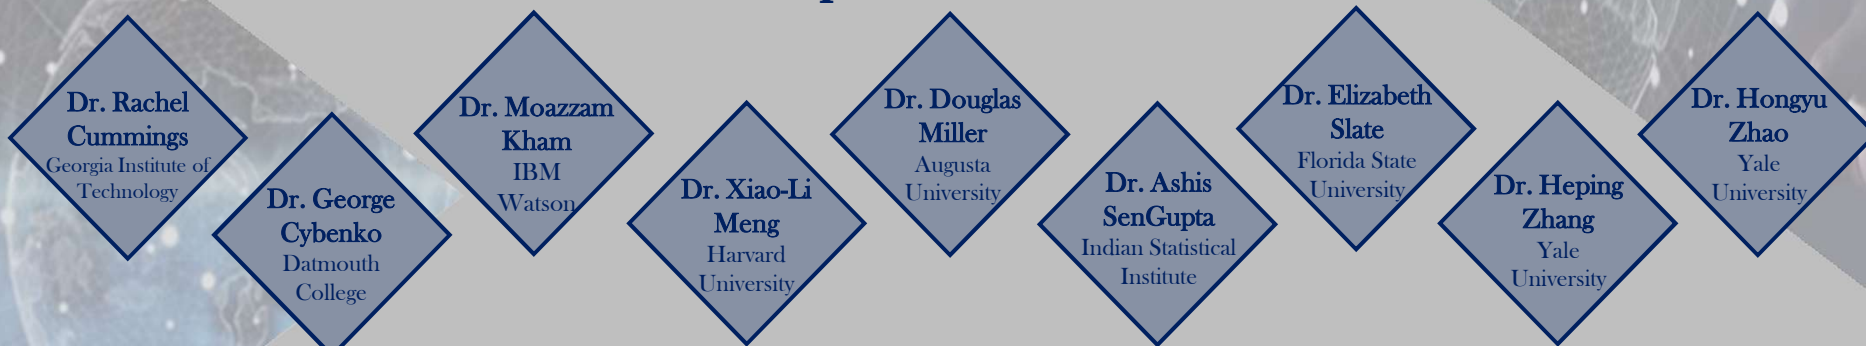 Dr. Rachel
Cummings
Georgia Institute of
Technology
Dr. George
Cybenko
Datmouth
College
Dr. Moazzam
Kham
IBM
Watson
Dr. Xiao-Li
Meng
Harvard
University
Dr. Douglas
Miller
Augusta
University
Dr. Ashis
SenGupta
Indian Statistical
Institute
Dr. Elizabeth
Slate
Florida State
University
Dr. Heping
Zhang
Yale
University
Dr. Hongyu
Zhao
Yale
University